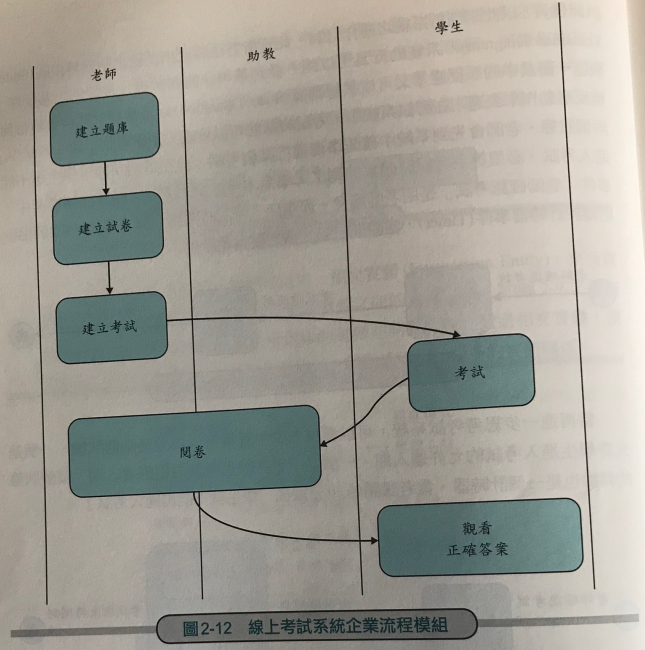 學生
助教
老師
建立題庫
建立試卷
建立考試
考試
閱卷
觀看
正確答案
圖2-12 線上考試系統企業流程模組